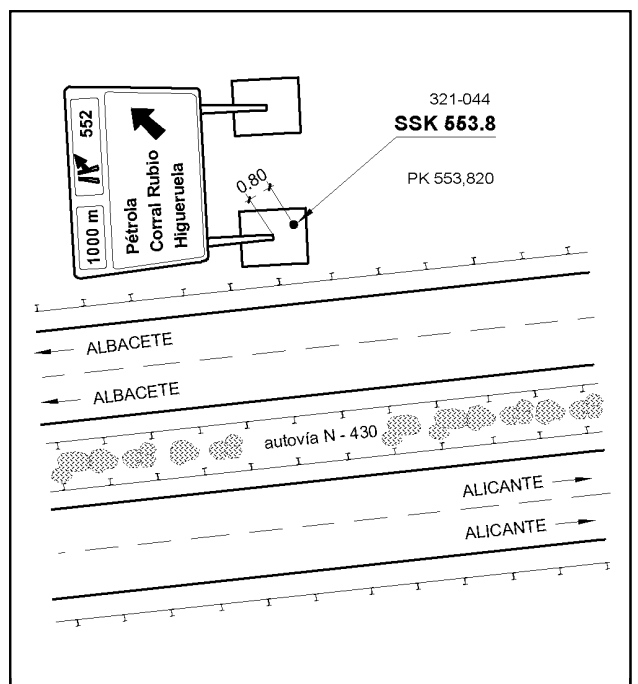 321-044
SSK 553.8
PK 553,820
552
1000 m
Pétrola
Corral Rubio
Higueruela
0.80
ALBACETE
ALBACETE
autovía N - 430
ALICANTE
ALICANTE